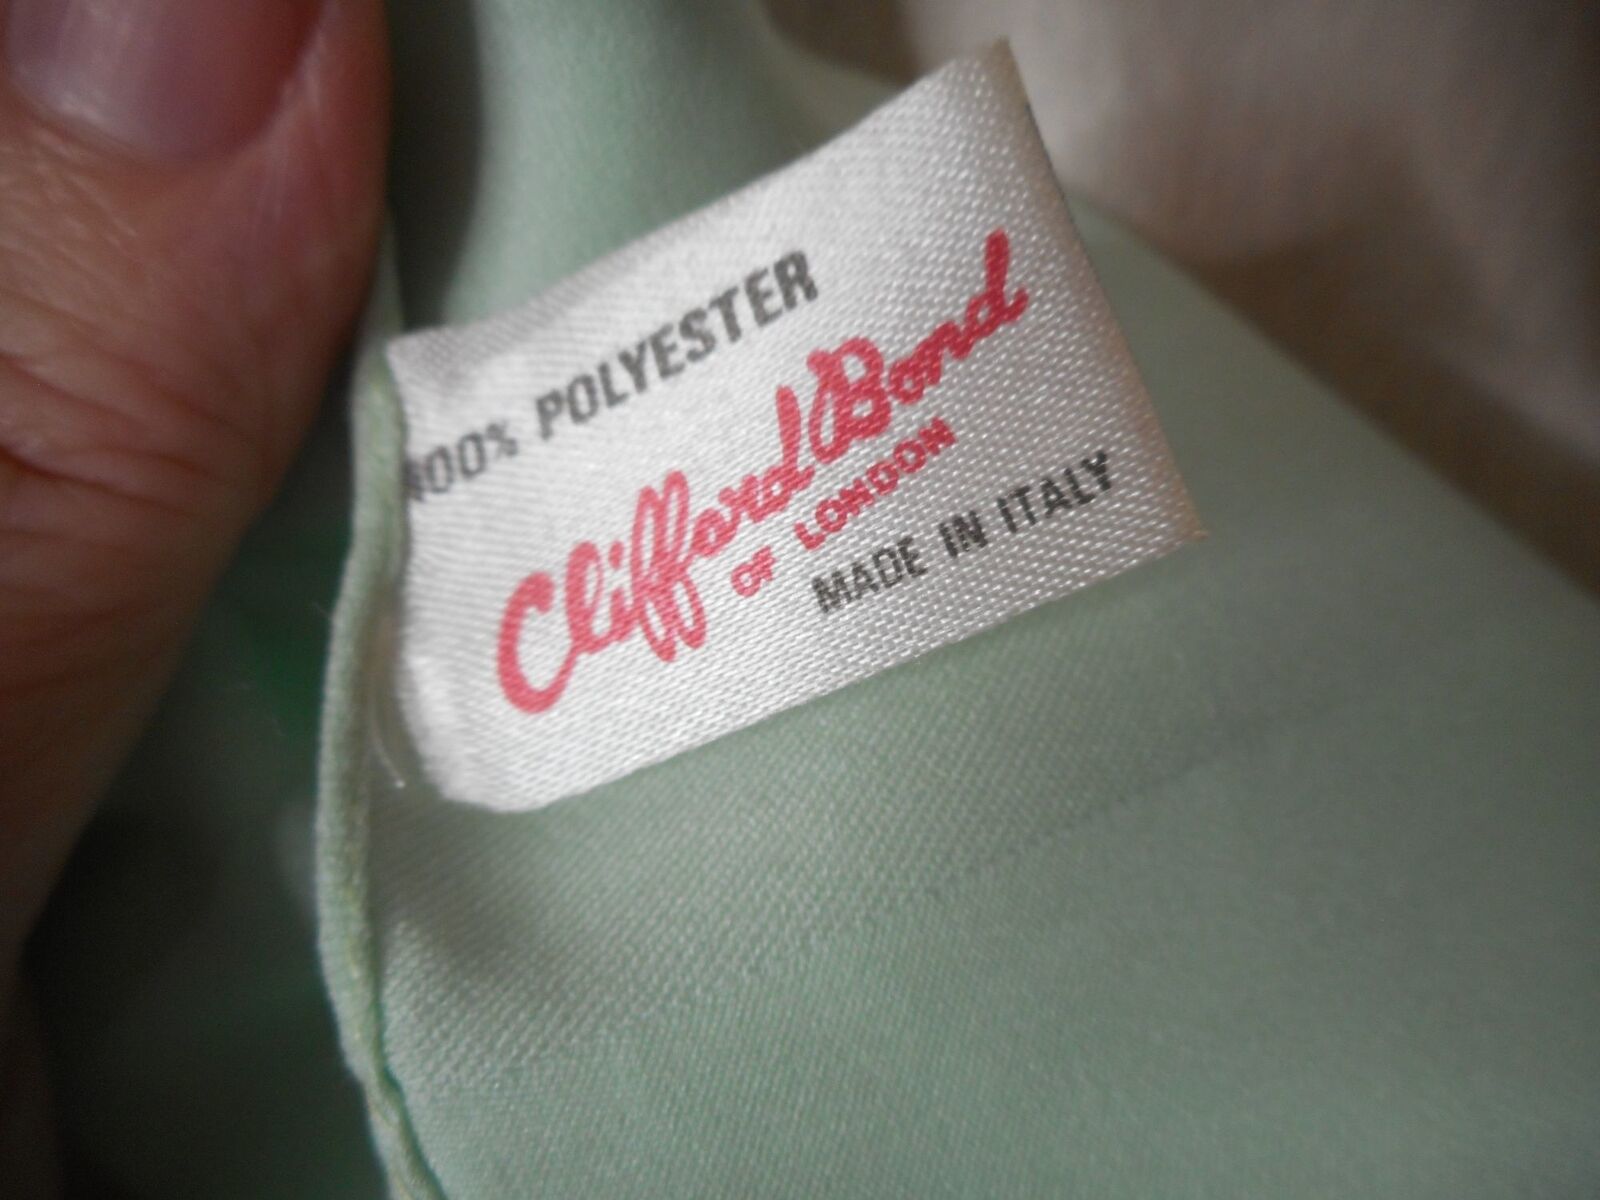 100% POLYESTER
Clifford Bond
OF LONDON
MADE IN ITALY